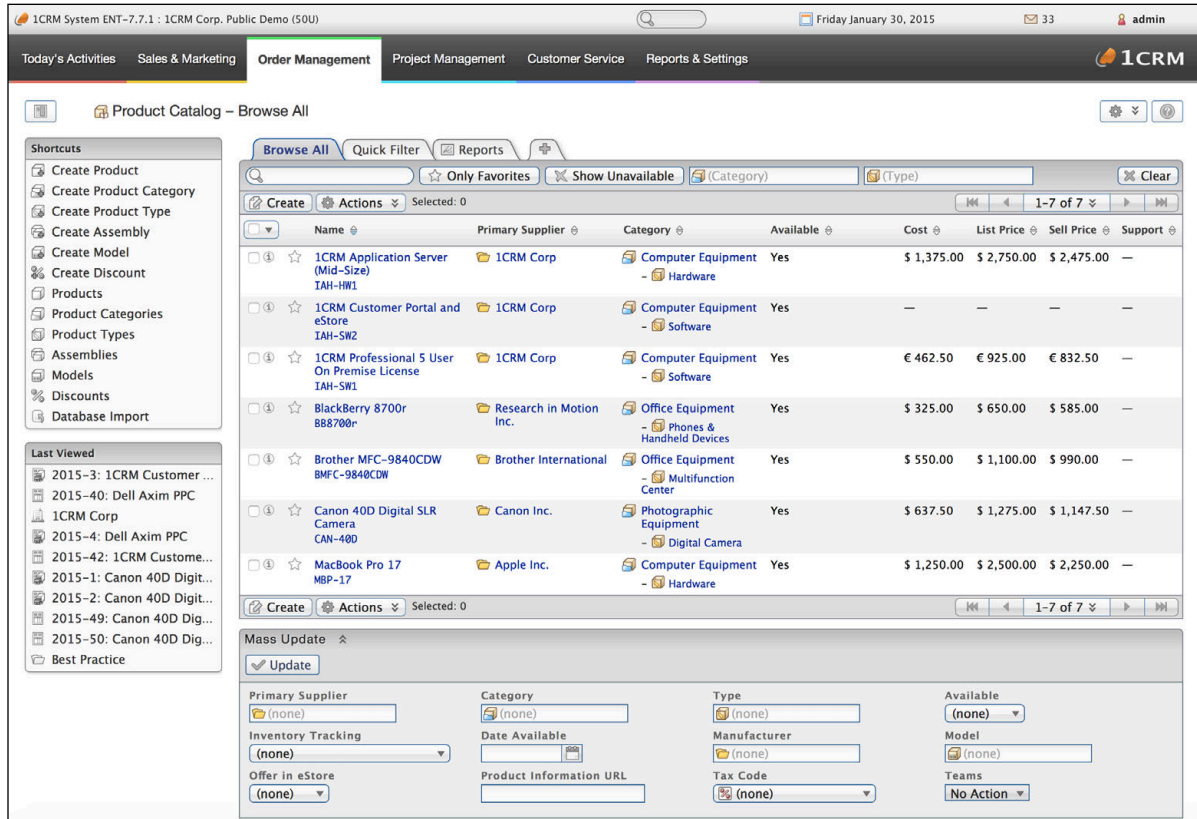 1CRM System ENT-7.7.1 : 1CRM Corp. Public Demo (50U)
Friday January 30, 2015
33
admin
Today's Activities
Sales & Marketing
Order Management
Project Management
Customer Service
Reports & Settings
1CRM
Product Catalog – Browse All
Shortcuts
Create Product
Create Product Category
Create Product Type
Create Assembly
Create Model
Create Discount
Products
Product Categories
Product Types
Assemblies
Models
Discounts
Database Import
Last Viewed
2015-3: 1CRM Customer ...
2015-40: Dell Axim PPC
1CRM Corp
2015-4: Dell Axim PPC
2015-42: 1CRM Custome...
2015-1: Canon 40D Digit...
2015-2: Canon 40D Digit...
2015-49: Canon 40D Dig...
2015-50: Canon 40D Dig...
Best Practice
Browse All
Quick Filter
Reports
Only Favorites
Show Unavailable
(Category)
(Type)
Clear
Create
Actions
Selected: 0
1-7 of 7
Name
Primary Supplier
Category
Available
Cost
List Price
Sell Price
Support
1CRM Application Server
(Mid-Size)
IAH-HW1
1CRM Corp
Computer Equipment
– Hardware
Yes
$ 1,375.00
$ 2,750.00
$ 2,475.00
—
1CRM Customer Portal and
eStore
IAH-SW2
1CRM Corp
Computer Equipment
– Software
Yes
—
—
—
—
1CRM Professional 5 User
On Premise License
IAH-SW1
1CRM Corp
Computer Equipment
– Software
Yes
€ 462.50
€ 925.00
€ 832.50
—
BlackBerry 8700r
BB8700r
Research in Motion
Inc.
Office Equipment
– Phones &
Handheld Devices
Yes
$ 325.00
$ 650.00
$ 585.00
—
Brother MFC-9840CDW
BMFC-9840CDW
Brother International
Office Equipment
– Multifunction
Center
Yes
$ 550.00
$ 1,100.00
$ 990.00
—
Canon 40D Digital SLR
Camera
CAN-40D
Canon Inc.
Photographic
Equipment
– Digital Camera
Yes
$ 637.50
$ 1,275.00
$ 1,147.50
—
MacBook Pro 17
MBP-17
Apple Inc.
Computer Equipment
– Hardware
Yes
$ 1,250.00
$ 2,500.00
$ 2,250.00
—
Create
Actions
Selected: 0
1-7 of 7
Mass Update
Update
Primary Supplier
(none)
Category
(none)
Type
(none)
Available
(none)
Inventory Tracking
(none)
Date Available
Manufacturer
(none)
Model
(none)
Offer in eStore
(none)
Product Information URL
Tax Code
(none)
Teams
No Action